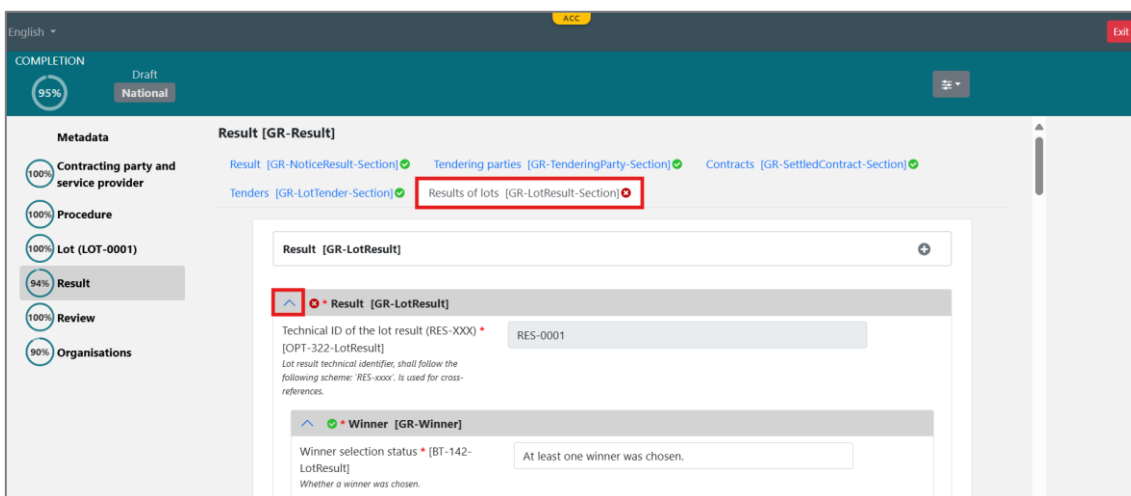 ACC
English
Exit
COMPLETION
95%
Draft
National
Metadata
100% Contracting party and
service provider
100% Procedure
100% Lot (LOT-0001)
94% Result
100% Review
90% Organisations
Result [GR-Result]
Result [GR-NoticeResult-Section] Tendering parties [GR-TenderingParty-Section] Contracts [GR-SettledContract-Section]
Tenders [GR-LotTender-Section] Results of lots [GR-LotResult-Section]
Result [GR-LotResult]
* Result [GR-LotResult]
Technical ID of the lot result (RES-XXX) *
[OPT-322-LotResult]
RES-0001
Lot result technical identifier, shall follow the
following scheme: 'RES-xxxx'. Is used for cross-
references.
* Winner [GR-Winner]
Winner selection status * [BT-142-
LotResult]
At least one winner was chosen.
Whether a winner was chosen.